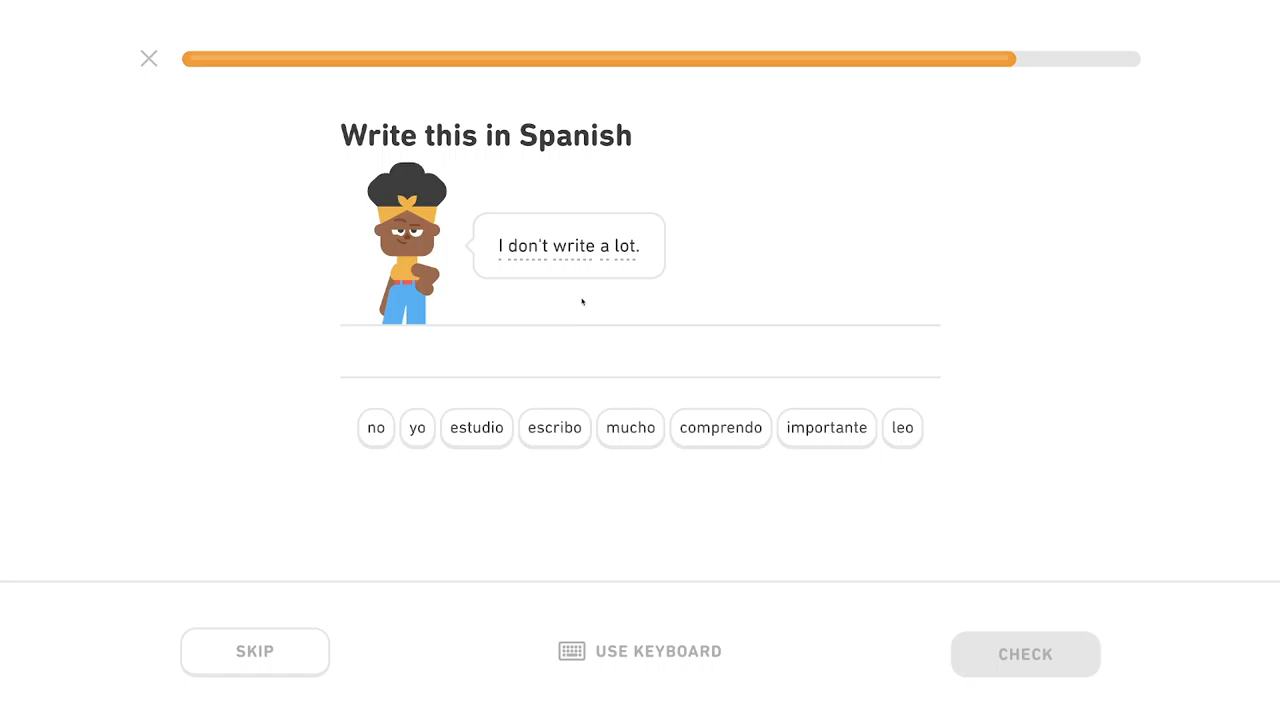 Write this in Spanish
I don't write a lot.
no yo estudio escribo mucho comprendo importante leo
SKIP USE KEYBOARD CHECK